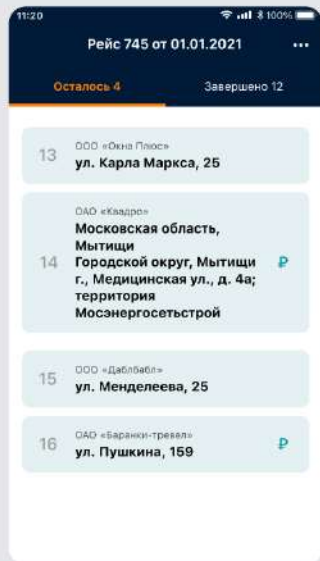 11:20
100%
Рейс 745 от 01.01.2021
Осталось 4
Завершено 12
13
ООО «Окна Плюс»
ул. Карла Маркса, 25
ОАО «Квадро»
Московская область,
Мытищи
Городской округ, Мытищи
14
₽
г., Медицинская ул., д. 4а;
территория
Мосэнергосетьстрой
15
ООО «Даблбабл»
ул. Менделеева, 25
16
ОАО «Баранки-тревел»
ул. Пушкина, 159
₽